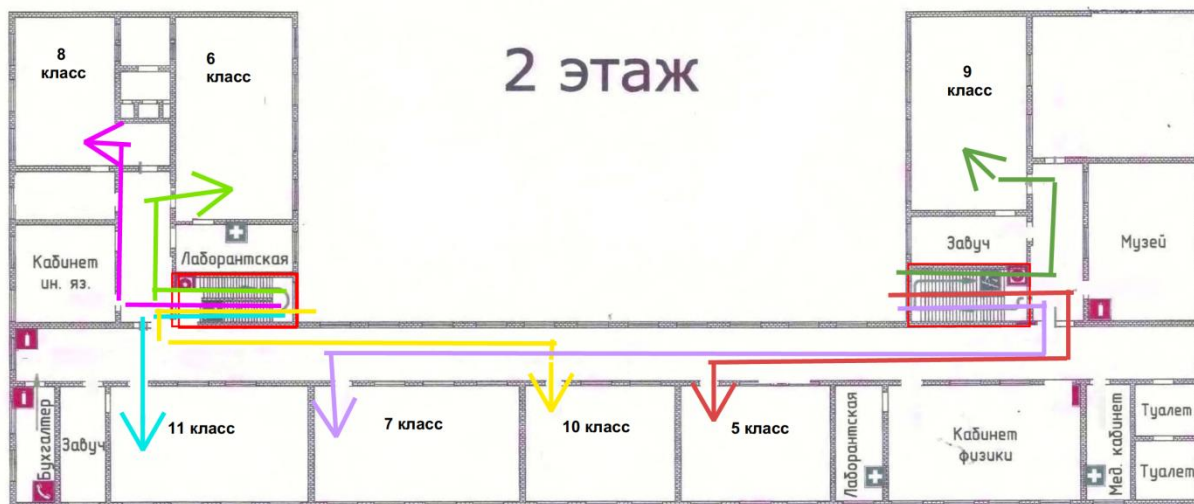 2 этаж
8
класс
6
класс
9
класс
Кабинет
ин. яз.
Лаборантская
Завуч
Музей
Бухгалтер
Завуч
11 класс
7 класс
10 класс
5 класс
Лаборантская
Кабинет
физики
Мед. кабинет
Туалет
Туалет